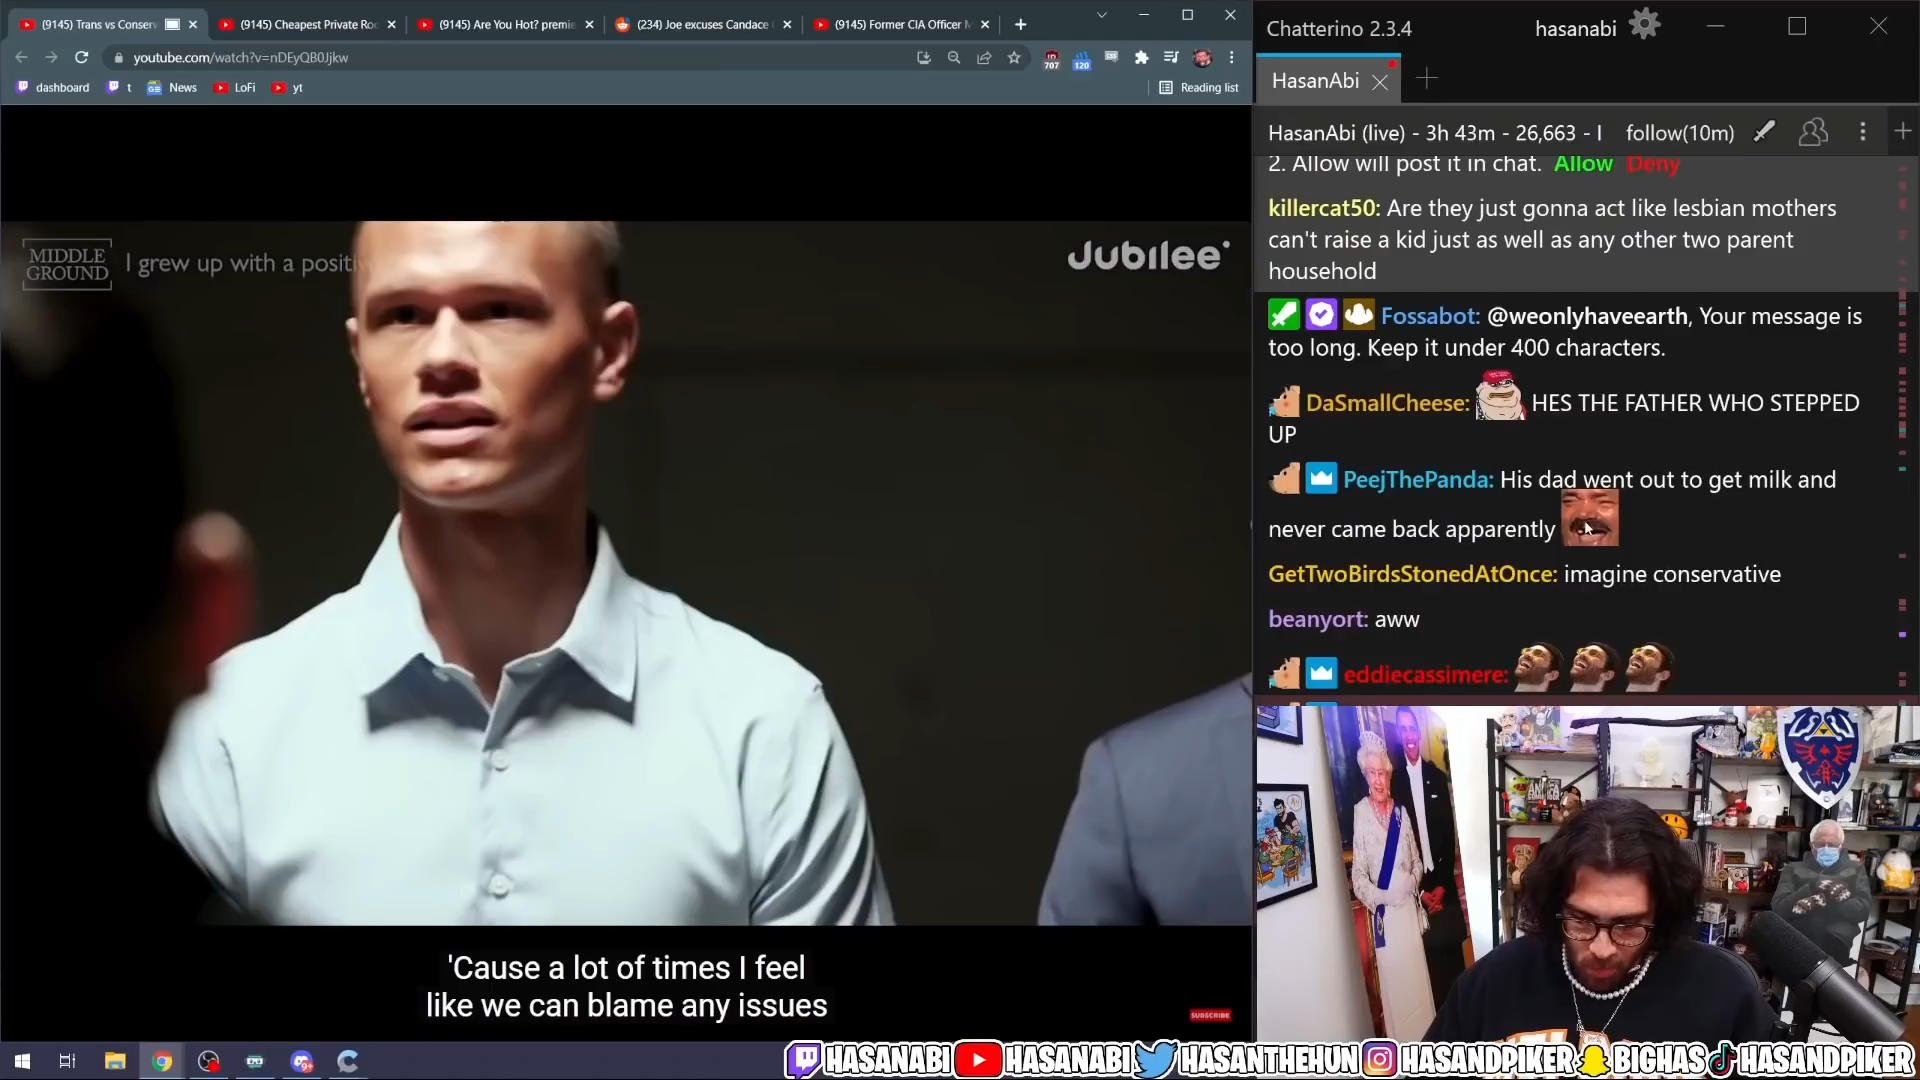 (9145) Trans vs Conserv
(9145) Cheapest Private Roo
(9145) Are You Hot? premie
(234) Joe excuses Candace
(9145) Former CIA Officer
youtube.com/watch?v=nDEyQB0Jjkw
707
120
dashboard
t
News
LoFi
yt
Reading list
MIDDLE
GROUND
I grew up with a positiv
Jubilee
'Cause a lot of times I feel
like we can blame any issues
SUBSCRIBE
Chatterino 2.3.4
hasanabi
HasanAbi
HasanAbi (live) - 3h 43m - 26,663 - I
follow(10m)
2. Allow will post it in chat. Allow Deny
killercat50: Are they just gonna act like lesbian mothers
can't raise a kid just as well as any other two parent
household
Fossabot: @weonlyhaveearth, Your message is
too long. Keep it under 400 characters.
DaSmallCheese: HES THE FATHER WHO STEPPED
UP
PeejThePanda: His dad went out to get milk and
never came back apparently
GetTwoBirdsStonedAtOnce: imagine conservative
beanyort: aww
eddiecassimere:
HASANABI HASANABI HASANTHEHUN HASANDPIKER BIGHAS HASANDPIKER